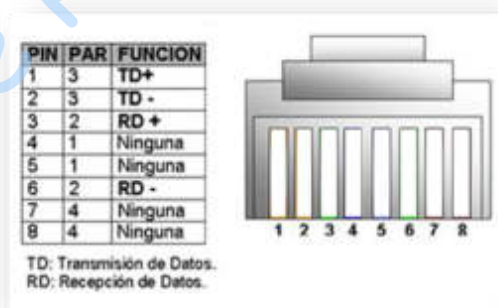 PIN PAR FUNCION
1 3 TD+
2 3 TD -
3 2 RD +
4 1 Ninguna
5 1 Ninguna
6 2 RD -
7 4 Ninguna
8 4 Ninguna
TD: Transmisión de Datos.
RD: Recepción de Datos.
1 2 3 4 5 6 7 8